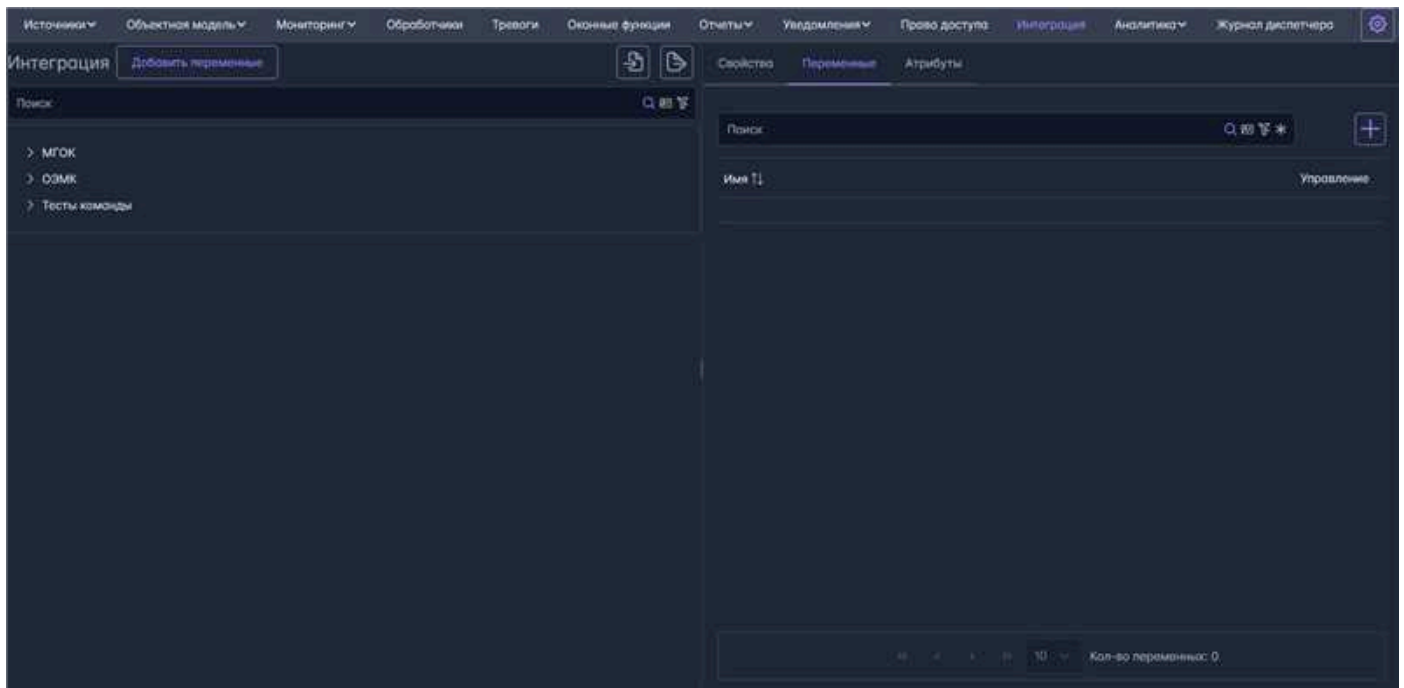 Источники Объектная модель Мониторинг Обработчики Тревоги Оконные функции Отчеты Уведомления Право доступа Интеграция Аналитика Журнал диспетчера
Интеграция Добавить переменные
Поиск
МГОК
ОЭМК
Тесты команды
Свойства Переменные Атрибуты
Поиск
Имя Управление
10 Кол-во переменных: 0